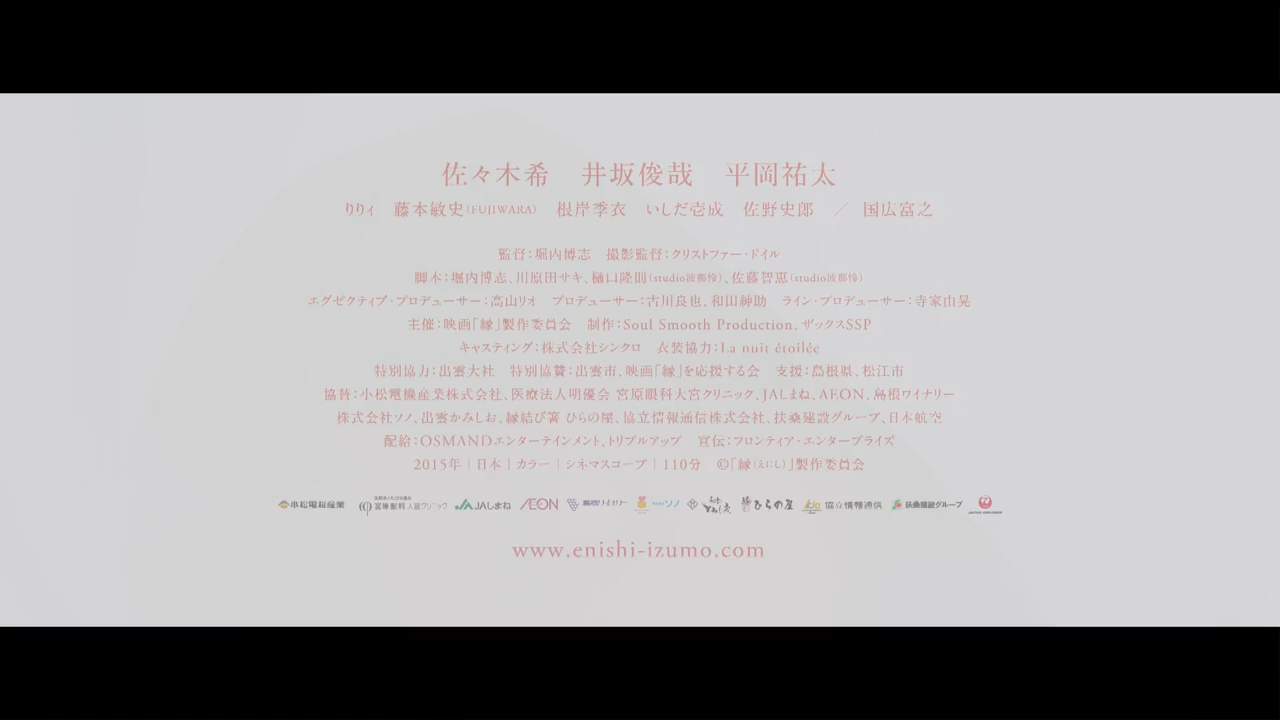 佐々木希　井坂俊哉　平岡祐太
りりィ　藤本敏史(FUJIWARA)　根岸季衣　いしだ壱成　佐野史郎　／　国広富之
監督：堀内博志　撮影監督：クリストファー・ドイル
脚本：堀内博志、川原田サキ、樋口隆則(studio波那怜)、佐藤智恵(studio波那怜)
エグゼクティブ・プロデューサー：高山リオ　プロデューサー：古川良也、和田紳助　ライン・プロデューサー：寺家由晃
主催：映画「縁」製作委員会　制作：Soul Smooth Production、ザックスSSP
キャスティング：株式会社シンクロ　衣装協力：La nuit étoilée
特別協力：出雲大社　特別協賛：出雲市、映画「縁」を応援する会　支援：島根県、松江市
協賛：小松電機産業株式会社、医療法人明優会 宮原眼科大宮クリニック、JAしまね、AEON、島根ワイナリー
株式会社ソノ、出雲かみしお、縁結び箸 ひらの屋、協立情報通信株式会社、扶桑建設グループ、日本航空
配給：OSMANDエンターテインメント、トリプルアップ　宣伝：フロンティア・エンタープライズ
2015年｜日本｜カラー｜シネマスコープ｜110分　©「縁(えにし)」製作委員会
小松電機産業　宮原眼科大宮クリニック　JAしまね　AEON　島根ワイナリー　ソノ　ひらの屋　協立情報通信　扶桑建設グループ
www.enishi-izumo.com